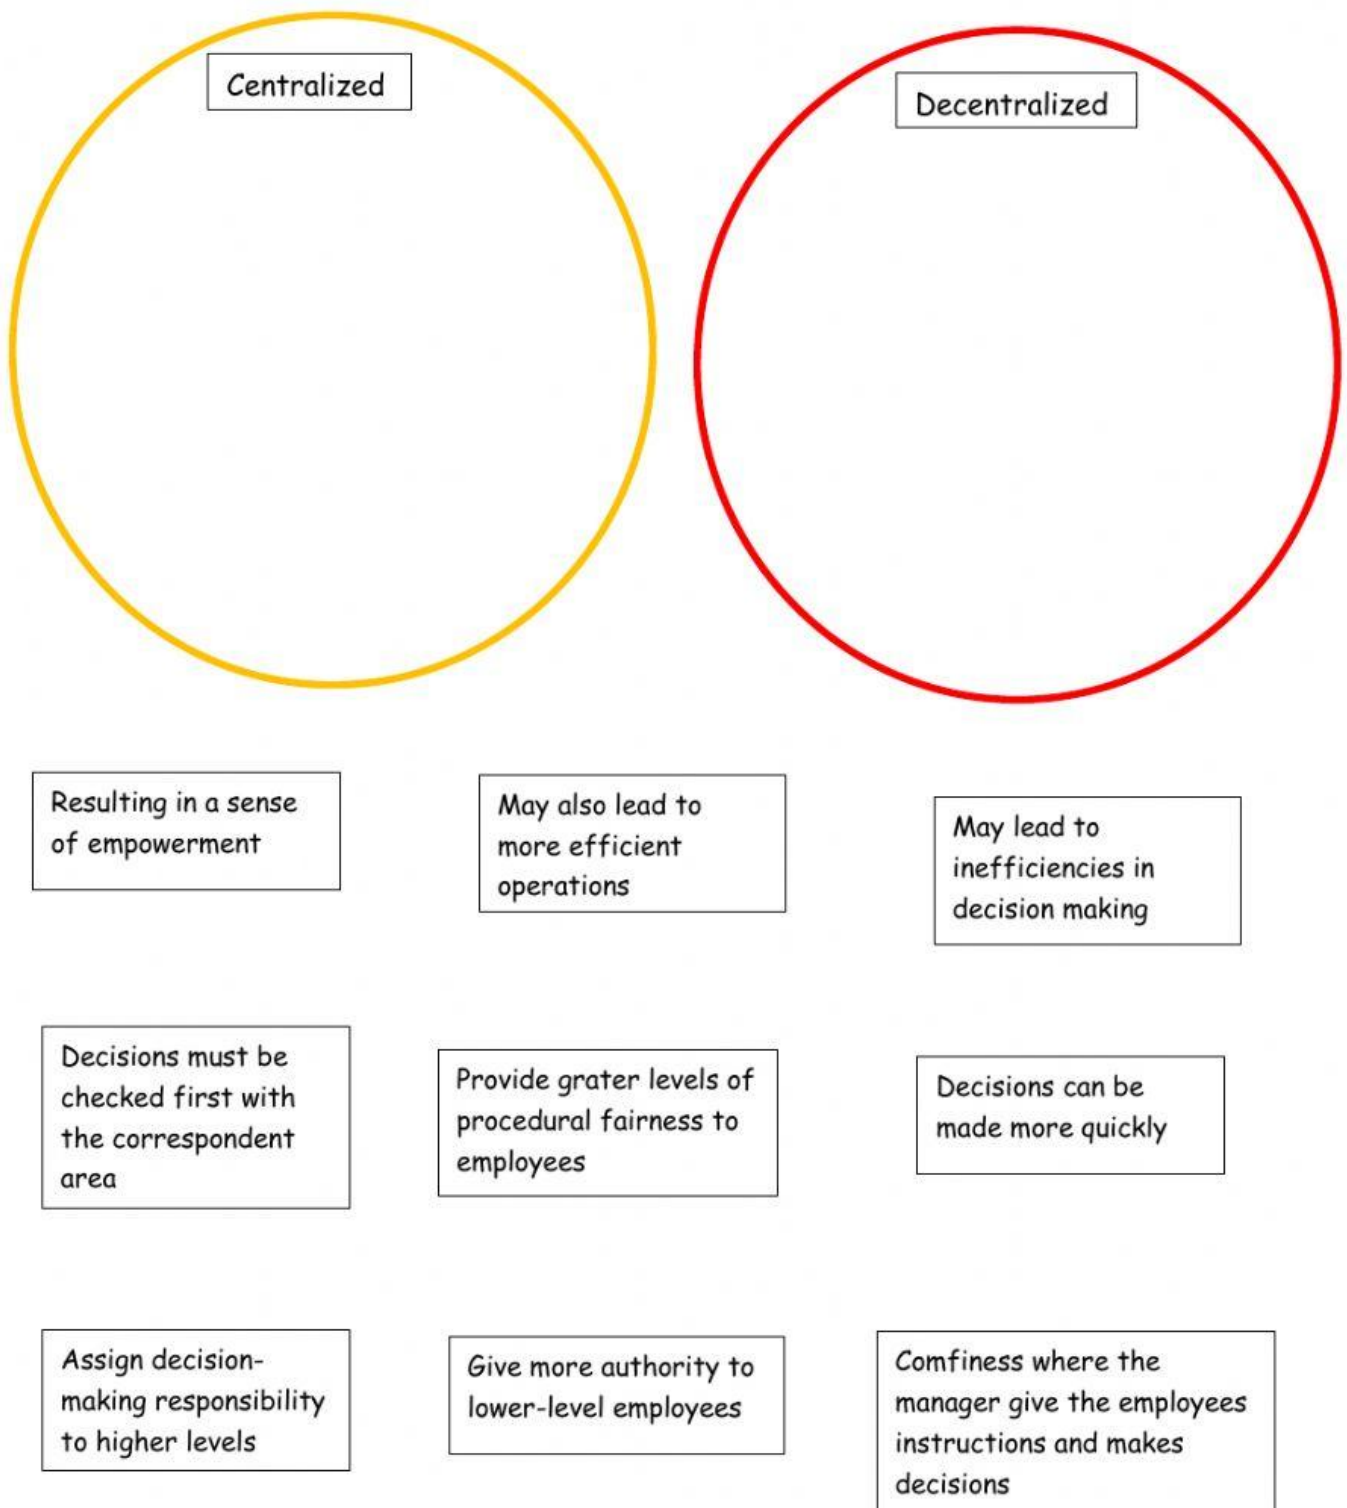 Centralized
Decentralized
Resulting in a sense
of empowerment
May also lead to
more efficient
operations
May lead to
inefficiencies in
decision making
Decisions must be
checked first with
the correspondent
area
Provide grater levels of
procedural fairness to
employees
Decisions can be
made more quickly
Assign decision-
making responsibility
to higher levels
Give more authority to
lower-level employees
Comfiness where the
manager give the employees
instructions and makes
decisions